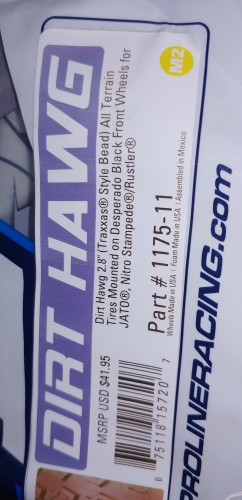 DIRT HAWG
M2
Dirt Hawg 2.8" (Traxxas® Style Bead) All Terrain
Tires Mounted on Desperado Black Front Wheels for
JATO®, Nitro Stampede®/Rustler®
MSRP USD $41.95
Part # 1175-11
Wheels Made in USA | Foam Made in USA | Assembled in Mexico
6 75118 15720 7
PROLINERACING.com